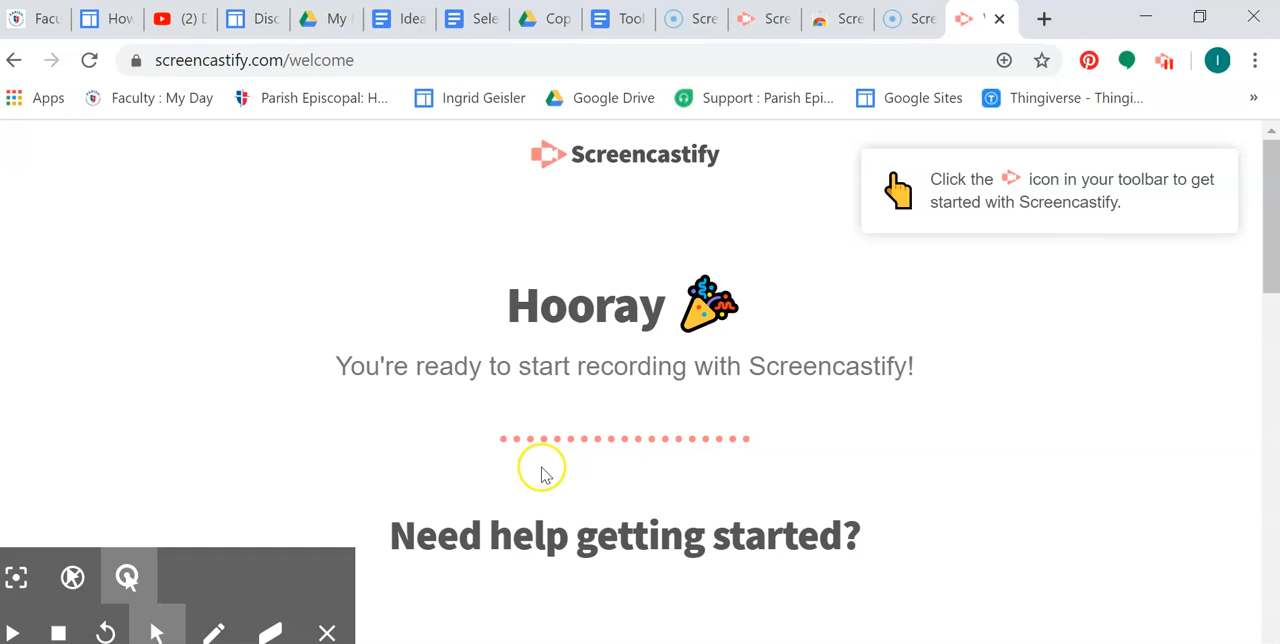 Facu
Hov
(2) D
Disc
My
Idea
Sele
Cop
Tool
Scre
Scre
Scre
Scre
screencastify.com/welcome
I
Apps
Faculty : My Day
Parish Episcopal: H...
Ingrid Geisler
Google Drive
Support : Parish Epi...
Google Sites
Thingiverse - Thingi...
»
Screencastify
Click the icon in your toolbar to get
started with Screencastify.
Hooray
You're ready to start recording with Screencastify!
Need help getting started?